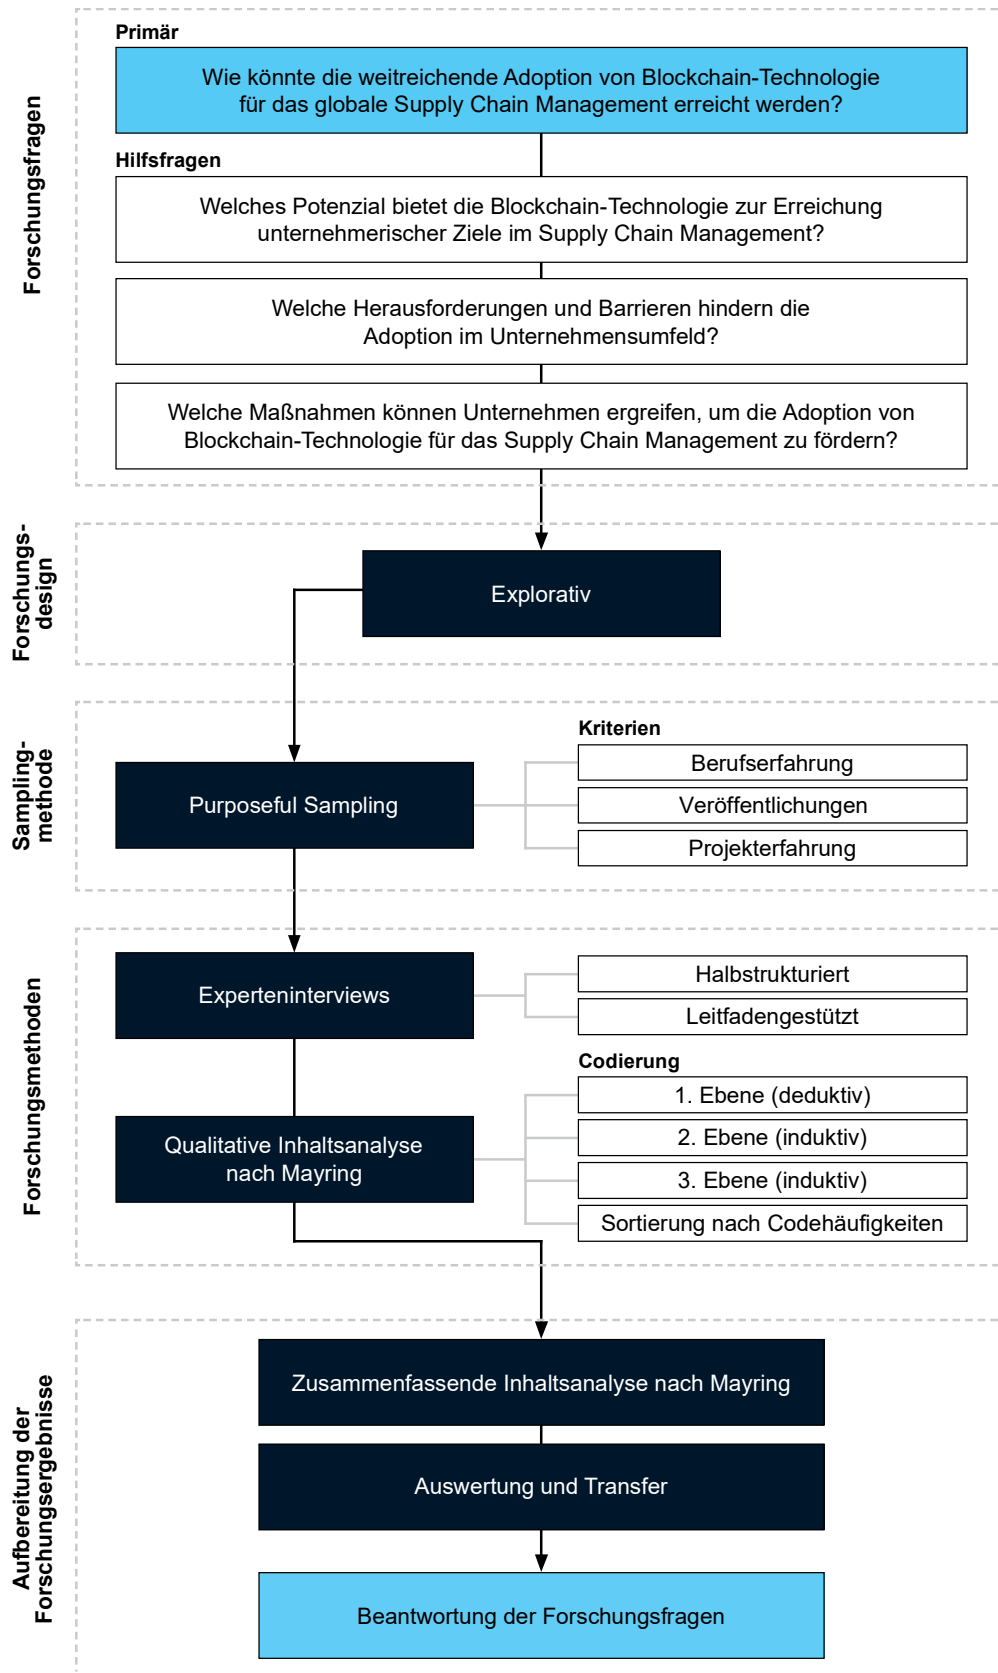 Forschungsfragen
Primär
Wie könnte die weitreichende Adoption von Blockchain-Technologie
für das globale Supply Chain Management erreicht werden?
Hilfsfragen
Welches Potenzial bietet die Blockchain-Technologie zur Erreichung
unternehmerischer Ziele im Supply Chain Management?
Welche Herausforderungen und Barrieren hindern die
Adoption im Unternehmensumfeld?
Welche Maßnahmen können Unternehmen ergreifen, um die Adoption von
Blockchain-Technologie für das Supply Chain Management zu fördern?
Forschungs-
design
Explorativ
Sampling-
methode
Purposeful Sampling
Kriterien
Berufserfahrung
Veröffentlichungen
Projekterfahrung
Forschungsmethoden
Experteninterviews
Halbstrukturiert
Leitfadengestützt
Qualitative Inhaltsanalyse
nach Mayring
Codierung
1. Ebene (deduktiv)
2. Ebene (induktiv)
3. Ebene (induktiv)
Sortierung nach Codehäufigkeiten
Aufbereitung der
Forschungsergebnisse
Zusammenfassende Inhaltsanalyse nach Mayring
Auswertung und Transfer
Beantwortung der Forschungsfragen